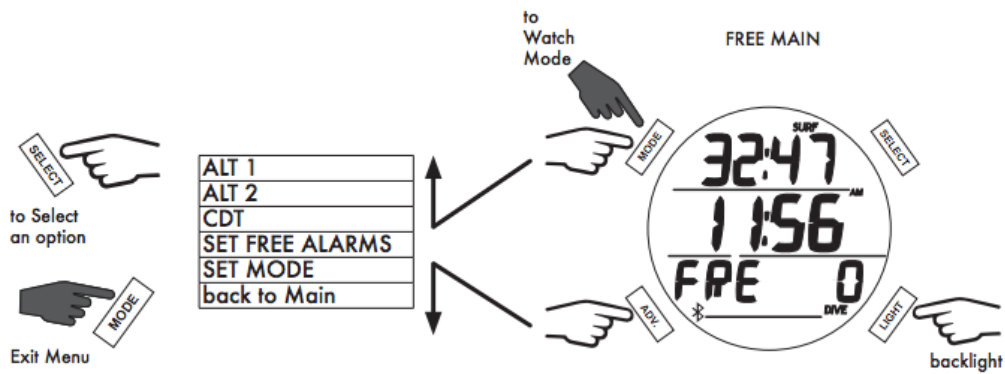 to
Watch
Mode
FREE MAIN
SELECT
to Select
an option
MODE
Exit Menu
ALT 1
ALT 2
CDT
SET FREE ALARMS
SET MODE
back to Main
MODE
SELECT
SURF
32:47
AM
11:56
FRE 0
DIVE
ADV.
LIGHT
backlight